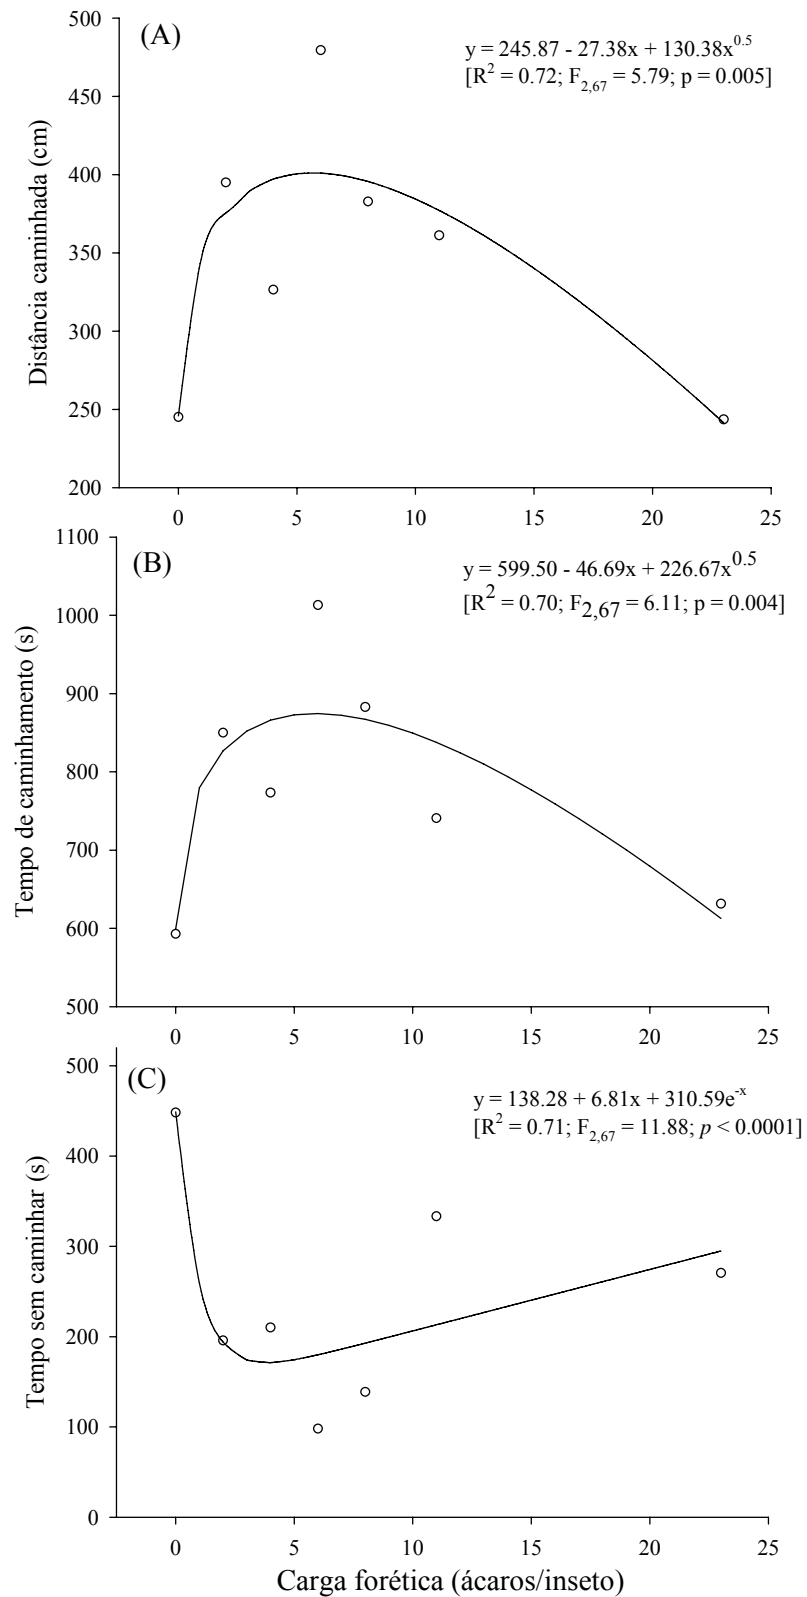 (A)
y = 245.87 - 27.38x + 130.38x^0.5
[R^2 = 0.72; F_2,67 = 5.79; p = 0.005]
Distância caminhada (cm)
500
450
400
350
300
250
200
0 5 10 15 20 25
(B)
y = 599.50 - 46.69x + 226.67x^0.5
[R^2 = 0.70; F_2,67 = 6.11; p = 0.004]
Tempo de caminhamento (s)
1100
1000
900
800
700
600
500
0 5 10 15 20 25
(C)
y = 138.28 + 6.81x + 310.59e^-x
[R^2 = 0.71; F_2,67 = 11.88; p < 0.0001]
Tempo sem caminhar (s)
500
400
300
200
100
0
0 5 10 15 20 25
Carga forética (ácaros/inseto)